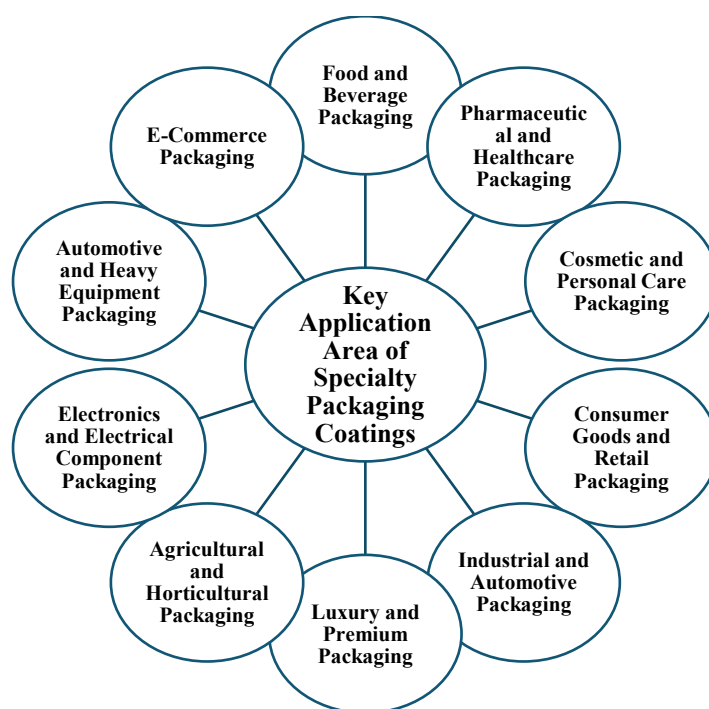 Food and
Beverage
Packaging
Pharmaceutic
al and
Healthcare
Packaging
Cosmetic and
Personal Care
Packaging
Consumer
Goods and
Retail
Packaging
Industrial and
Automotive
Packaging
Luxury and
Premium
Packaging
Agricultural
and
Horticultural
Packaging
Electronics
and Electrical
Component
Packaging
Automotive
and Heavy
Equipment
Packaging
E-Commerce
Packaging
Key
Application
Area of
Specialty
Packaging
Coatings